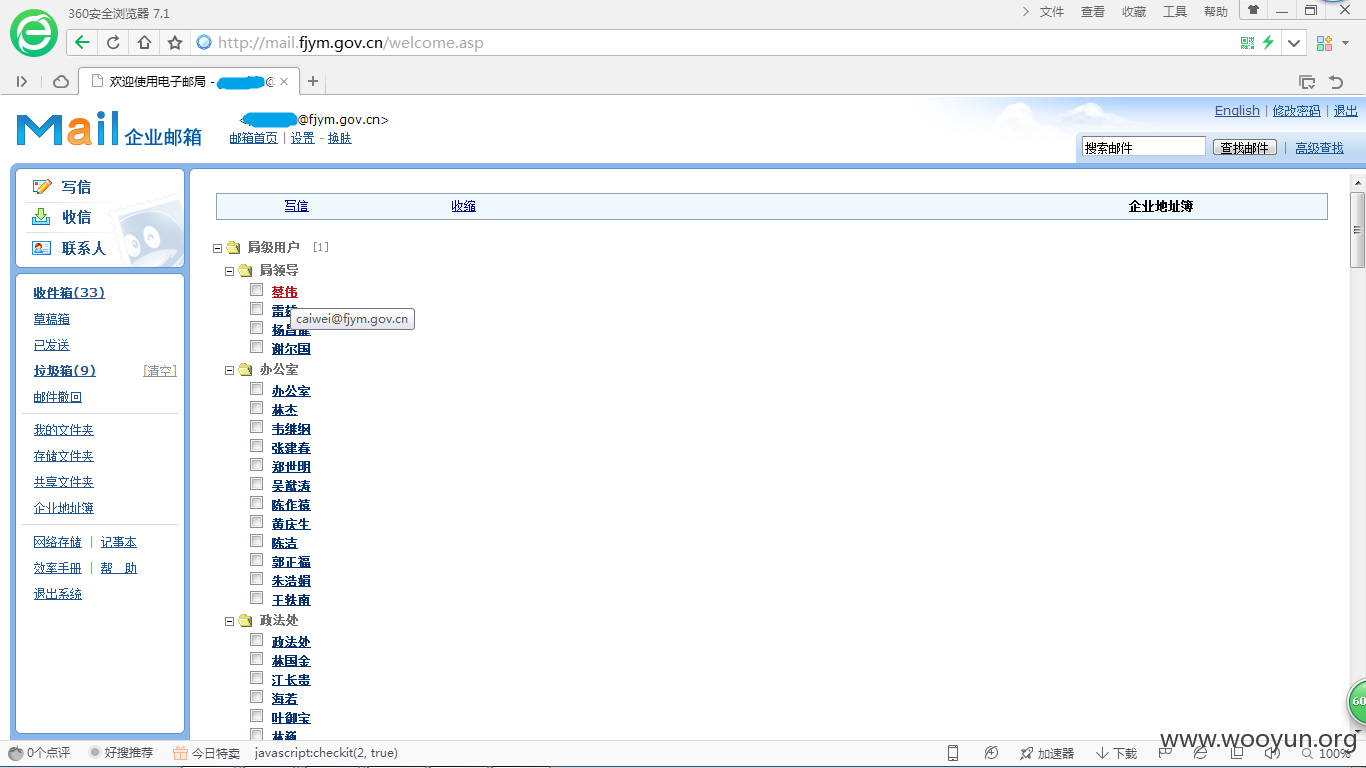 360安全浏览器 7.1
文件 查看 收藏 工具 帮助
http://mail.fjym.gov.cn/welcome.asp
欢迎使用电子邮局 - @
Mail 企业邮箱
< @fjym.gov.cn>
邮箱首页 | 设置 - 换肤
English | 修改密码 | 退出
搜索邮件 查找邮件 | 高级查找
写信
收信
联系人
收件箱(33)
草稿箱
已发送
垃圾箱(9) [清空]
邮件撤回
我的文件夹
存储文件夹
共享文件夹
企业地址簿
网络存储 | 记事本
效率手册 | 帮 助
退出系统
写信 收缩 企业地址簿
局级用户 [1]
局领导
蔡伟
雷
caiwei@fjym.gov.cn
杨昌
谢尔国
办公室
办公室
林杰
韦继纲
张建春
郑世明
吴献涛
陈作禧
黄庆生
陈洁
郭正福
朱浩娟
王轶南
政法处
政法处
林国金
江长贵
海若
叶御宝
林
60
www.wooyun.org
0个点评 好搜推荐 今日特卖 javascript:checkit(2, true)
加速器 下载 100%